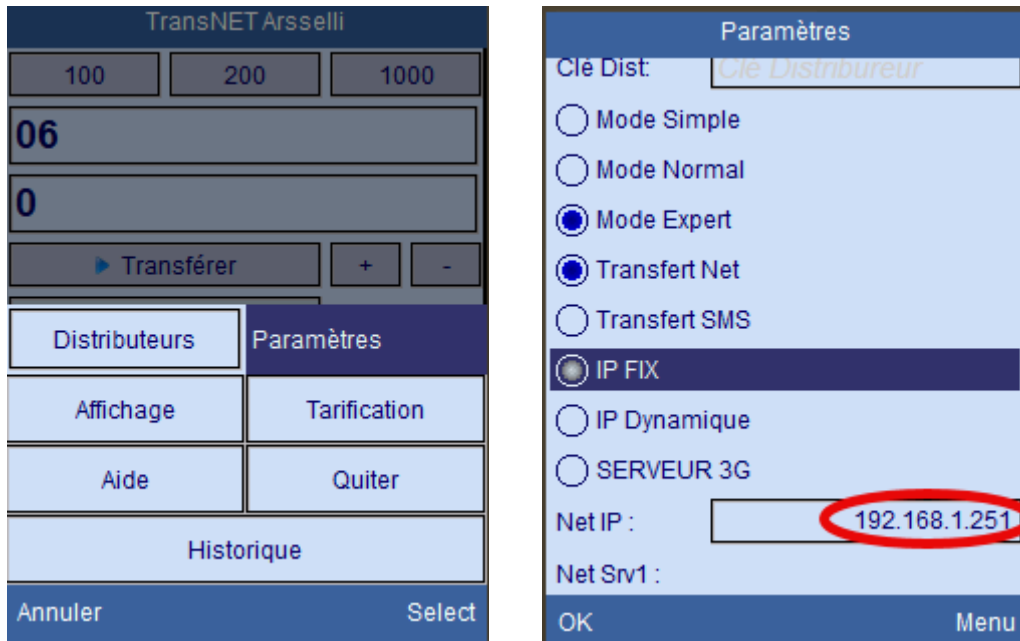 TransNET Arsselli
100 200 1000
06
0
Transférer + -
Distributeurs Paramètres
Affichage Tarification
Aide Quiter
Historique
Annuler Select
Paramètres
Clé Dist: Clé Distribureur
Mode Simple
Mode Normal
Mode Expert
Transfert Net
Transfert SMS
IP FIX
IP Dynamique
SERVEUR 3G
Net IP : 192.168.1.251
Net Srv1 :
OK Menu